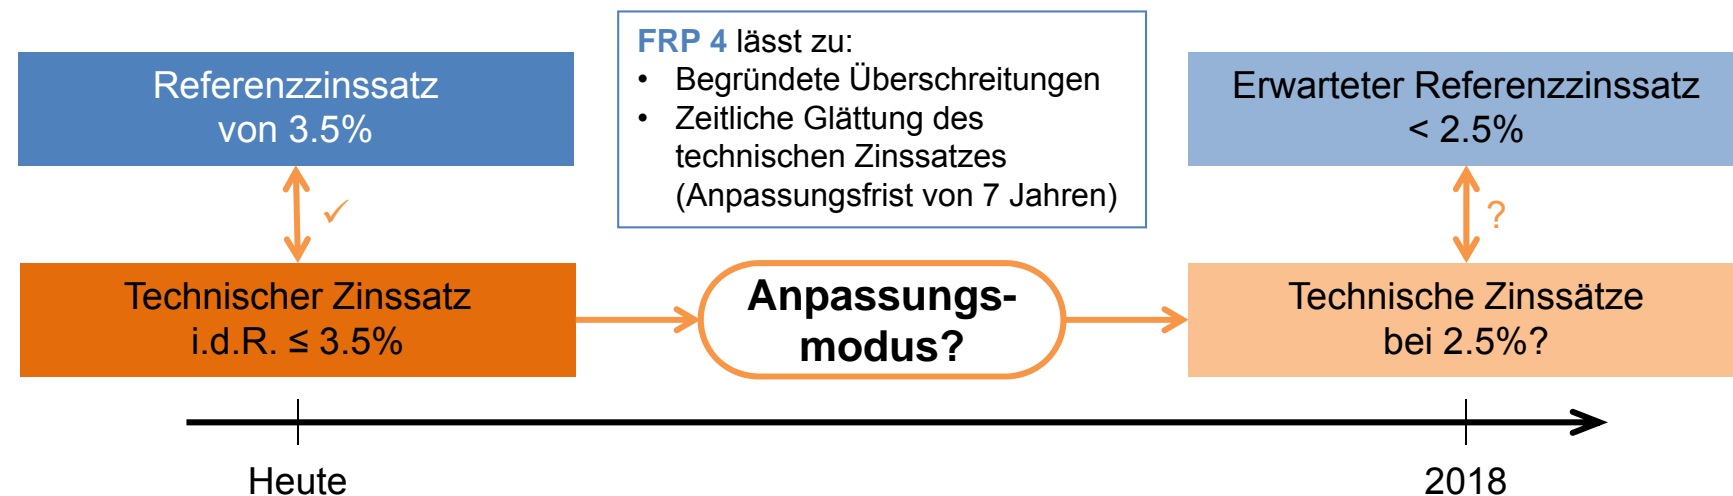 Referenzzinssatz
von 3.5%
FRP 4 lässt zu:
• Begründete Überschreitungen
• Zeitliche Glättung des
technischen Zinssatzes
(Anpassungsfrist von 7 Jahren)
Erwarteter Referenzzinssatz
< 2.5%
✓
?
Technischer Zinssatz
i.d.R. ≤ 3.5%
Anpassungs-
modus?
Technische Zinssätze
bei 2.5%?
Heute
2018